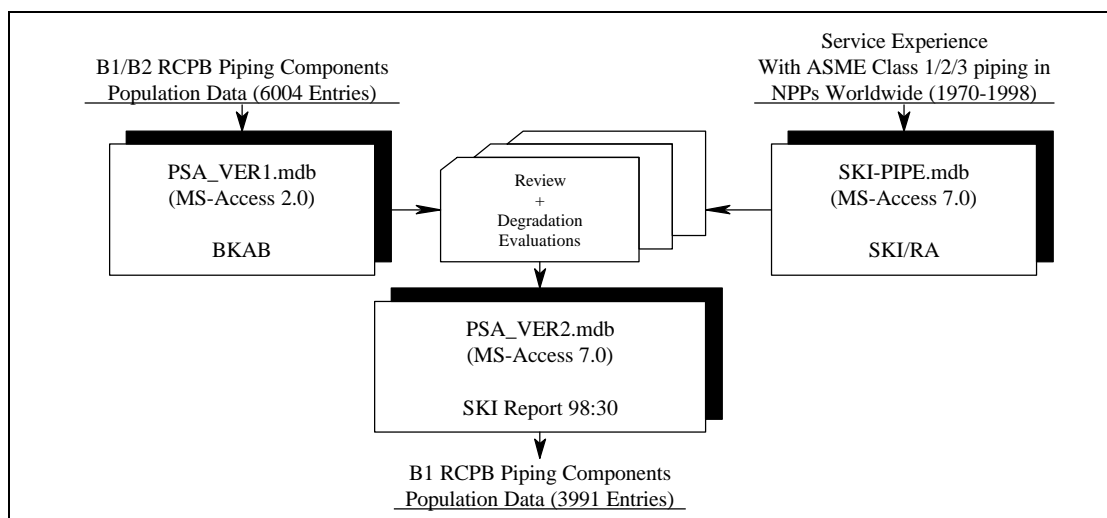 B1/B2 RCPB Piping Components
Population Data (6004 Entries)
Service Experience
With ASME Class 1/2/3 piping in
NPPs Worldwide (1970-1998)
PSA_VER1.mdb
(MS-Access 2.0)
BKAB
Review
+
Degradation
Evaluations
SKI-PIPE.mdb
(MS-Access 7.0)
SKI/RA
PSA_VER2.mdb
(MS-Access 7.0)
SKI Report 98:30
B1 RCPB Piping Components
Population Data (3991 Entries)